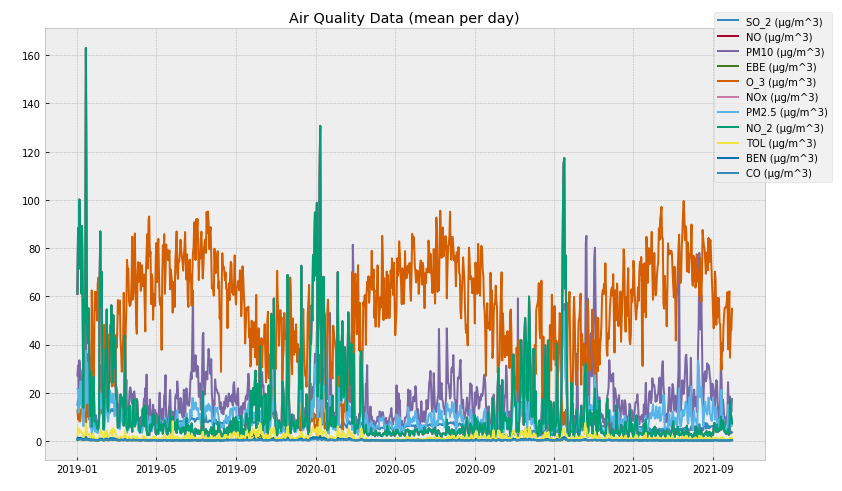 Air Quality Data (mean per day)
SO_2 (μg/m^3)
NO (μg/m^3)
PM10 (μg/m^3)
EBE (μg/m^3)
O_3 (μg/m^3)
NOx (μg/m^3)
PM2.5 (μg/m^3)
NO_2 (μg/m^3)
TOL (μg/m^3)
BEN (μg/m^3)
CO (μg/m^3)
160
140
120
100
80
60
40
20
0
2019-01 2019-05 2019-09 2020-01 2020-05 2020-09 2021-01 2021-05 2021-09